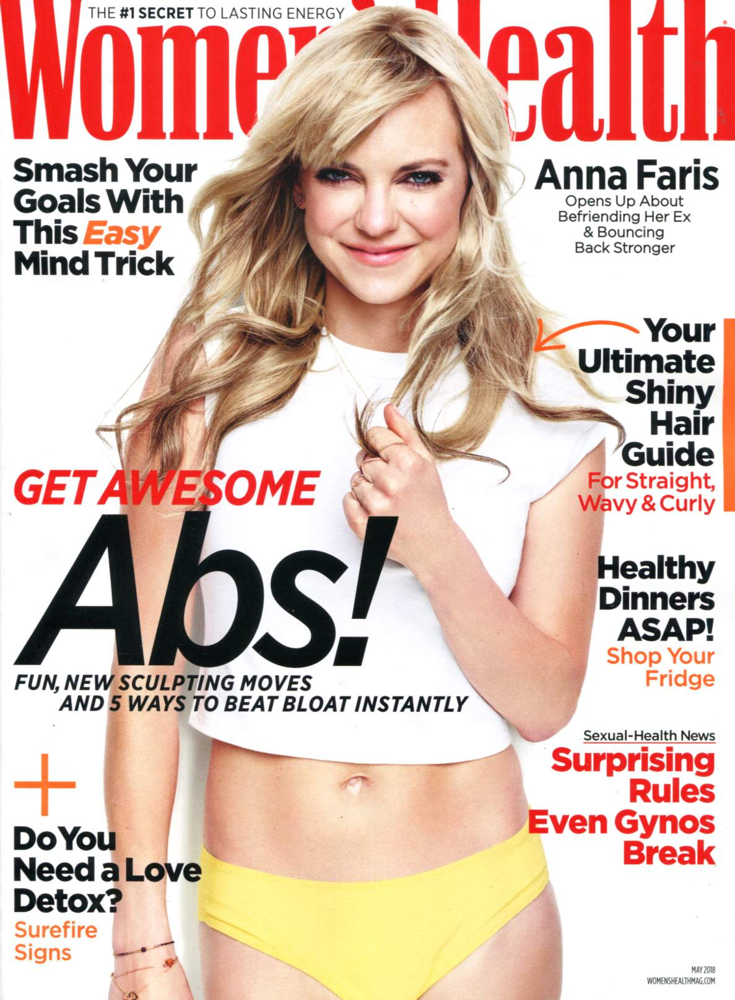 THE #1 SECRET TO LASTING ENERGY
Women's Health
Smash Your
Goals With
This Easy
Mind Trick
Anna Faris
Opens Up About
Befriending Her Ex
& Bouncing
Back Stronger
Your
Ultimate
Shiny
Hair
Guide
For Straight,
Wavy & Curly
GET AWESOME
Abs!
FUN, NEW SCULPTING MOVES
AND 5 WAYS TO BEAT BLOAT INSTANTLY
Healthy
Dinners
ASAP!
Shop Your
Fridge
Sexual-Health News
Surprising
Rules
Even Gynos
Break
+
Do You
Need a Love
Detox?
Surefire
Signs
MAY 2018
WOMENSHEALTHMAG.COM